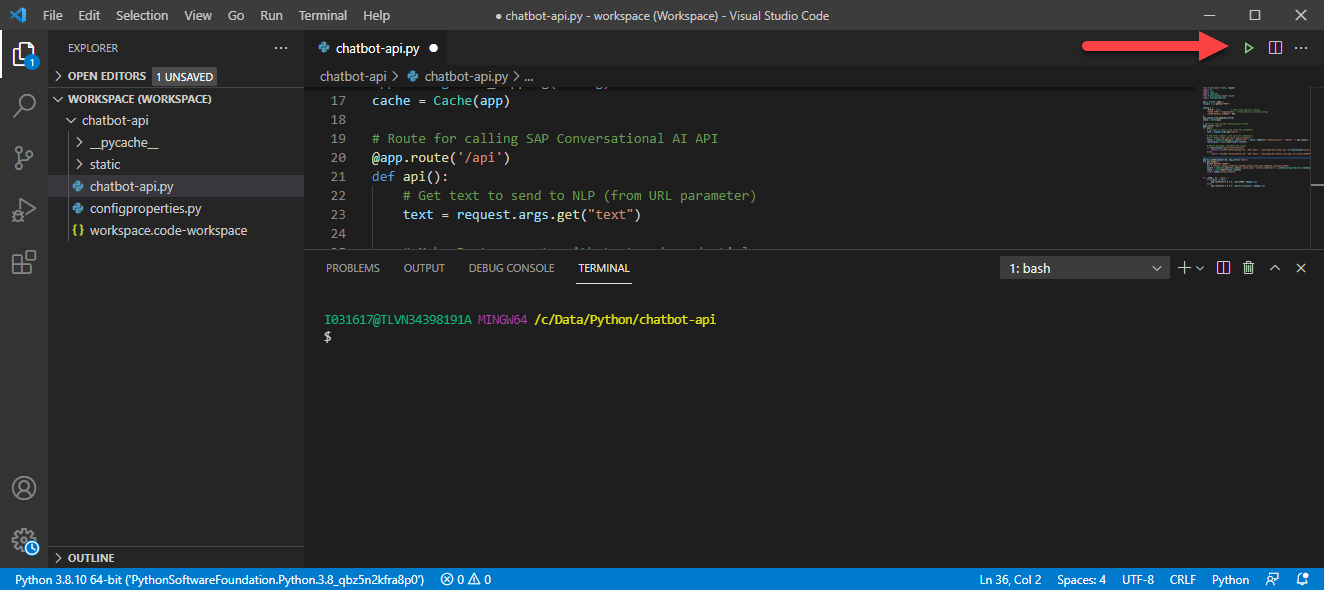 File Edit Selection View Go Run Terminal Help
● chatbot-api.py - workspace (Workspace) - Visual Studio Code
EXPLORER
1
OPEN EDITORS 1 UNSAVED
WORKSPACE (WORKSPACE)
chatbot-api
__pycache__
static
chatbot-api.py
configproperties.py
{} workspace.code-workspace
OUTLINE
chatbot-api.py ●
chatbot-api > chatbot-api.py > ...
17 cache = Cache(app)
18
19 # Route for calling SAP Conversational AI API
20 @app.route('/api')
21 def api():
22 # Get text to send to NLP (from URL parameter)
23 text = request.args.get("text")
24
PROBLEMS OUTPUT DEBUG CONSOLE TERMINAL
1: bash
I031617@TLVN34398191A MINGW64 /c/Data/Python/chatbot-api
$
Python 3.8.10 64-bit ('PythonSoftwareFoundation.Python.3.8_qbz5n2kfra8p0') 0 0
Ln 36, Col 2 Spaces: 4 UTF-8 CRLF Python